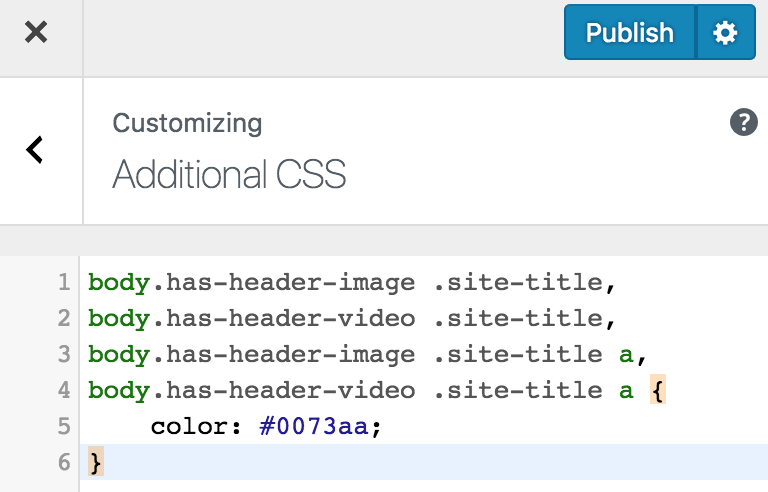 Publish
Customizing
?
Additional CSS
1 body.has-header-image .site-title,
2 body.has-header-video .site-title,
3 body.has-header-image .site-title a,
4 body.has-header-video .site-title a {
5     color: #0073aa;
6 }